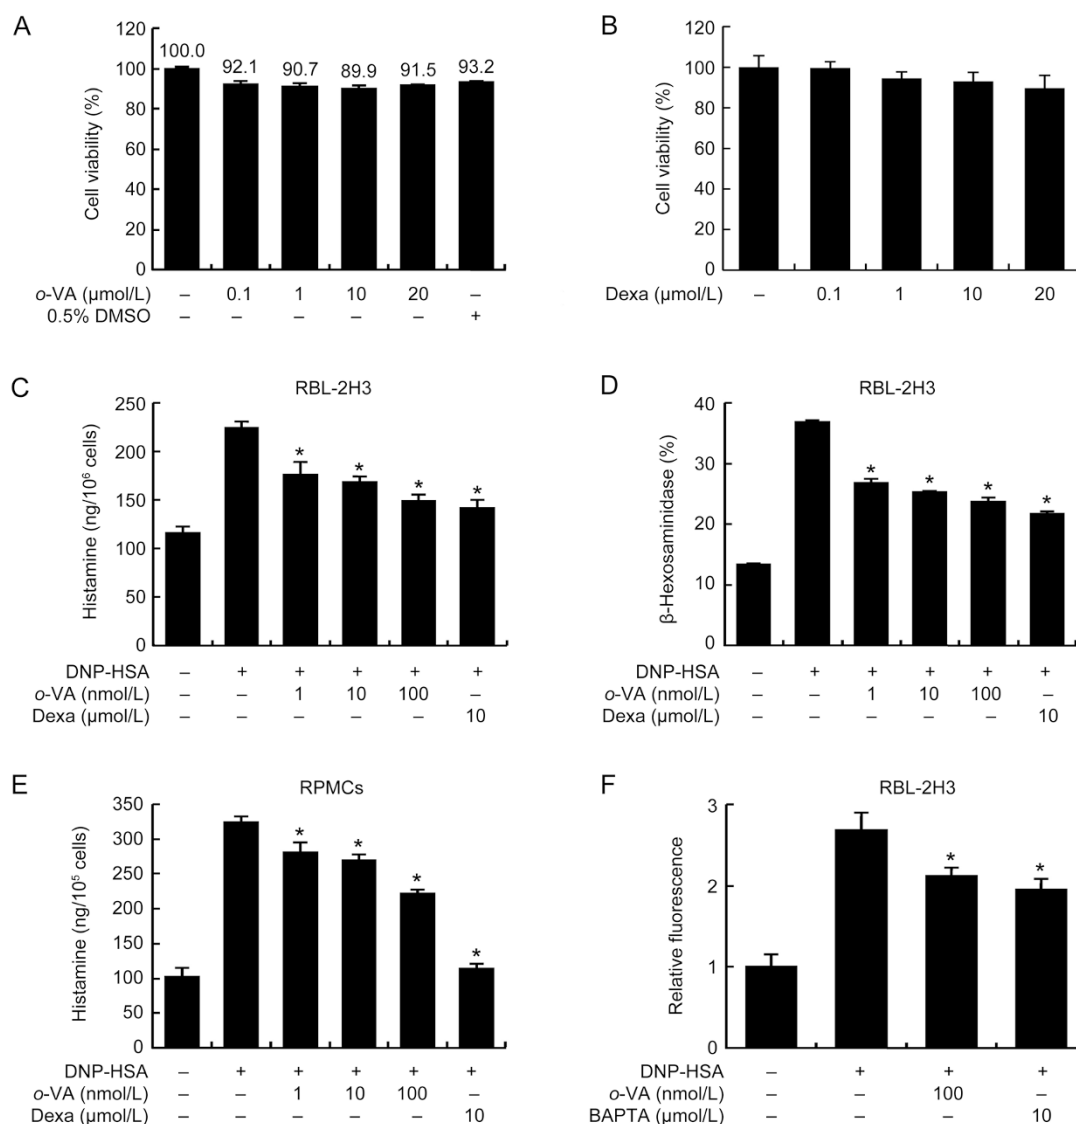 A
120
100
80
60
40
20
0
Cell viability (%)
100.0 92.1 90.7 89.9 91.5 93.2
o-VA (μmol/L) – 0.1 1 10 20 –
0.5% DMSO – – – – – +
B
120
100
80
60
40
20
0
Cell viability (%)
Dexa (μmol/L) – 0.1 1 10 20
C
RBL-2H3
250
200
150
100
50
0
Histamine (ng/10⁶ cells)
* * * *
DNP-HSA – + + + + +
o-VA (nmol/L) – – 1 10 100 –
Dexa (μmol/L) – – – – – 10
D
RBL-2H3
40
30
20
10
0
β-Hexosaminidase (%)
* * * *
DNP-HSA – + + + + +
o-VA (nmol/L) – – 1 10 100 –
Dexa (μmol/L) – – – – – 10
E
RPMCs
350
300
250
200
150
100
50
0
Histamine (ng/10⁵ cells)
* * * *
DNP-HSA – + + + + +
o-VA (nmol/L) – – 1 10 100 –
Dexa (μmol/L) – – – – – 10
F
RBL-2H3
3
2
1
0
Relative fluorescence
* *
DNP-HSA – + + +
o-VA (nmol/L) – – 100 –
BAPTA (μmol/L) – – – 10